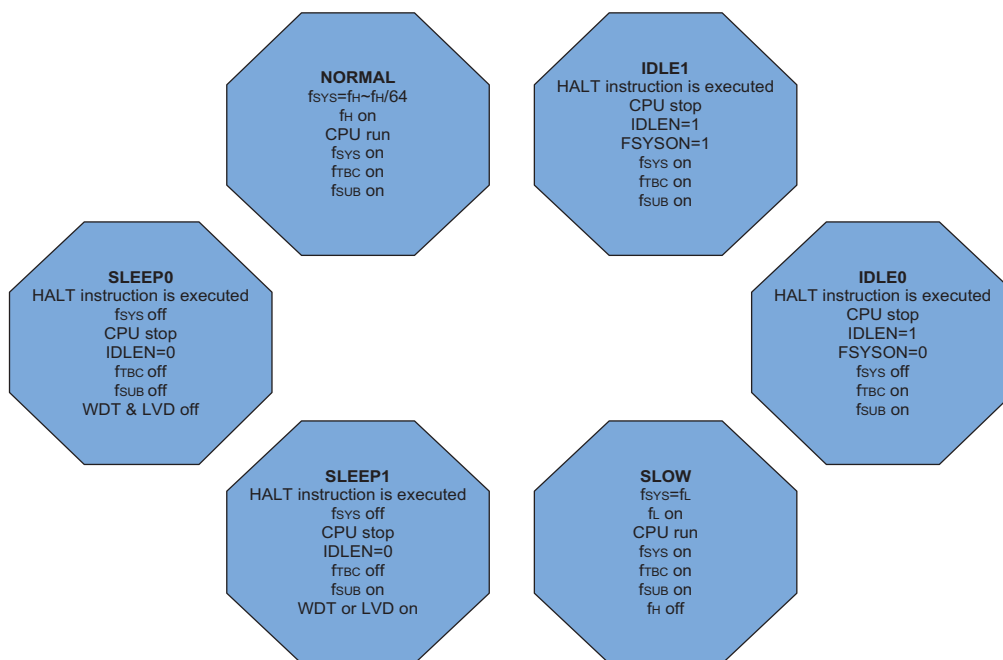 NORMAL
fSYS=fH~fH/64
fH on
CPU run
fSYS on
fTBC on
fSUB on
IDLE1
HALT instruction is executed
CPU stop
IDLEN=1
FSYSON=1
fSYS on
fTBC on
fSUB on
SLEEP0
HALT instruction is executed
fSYS off
CPU stop
IDLEN=0
fTBC off
fSUB off
WDT & LVD off
IDLE0
HALT instruction is executed
CPU stop
IDLEN=1
FSYSON=0
fSYS off
fTBC on
fSUB on
SLEEP1
HALT instruction is executed
fSYS off
CPU stop
IDLEN=0
fTBC off
fSUB on
WDT or LVD on
SLOW
fSYS=fL
fL on
CPU run
fSYS on
fTBC on
fSUB on
fH off